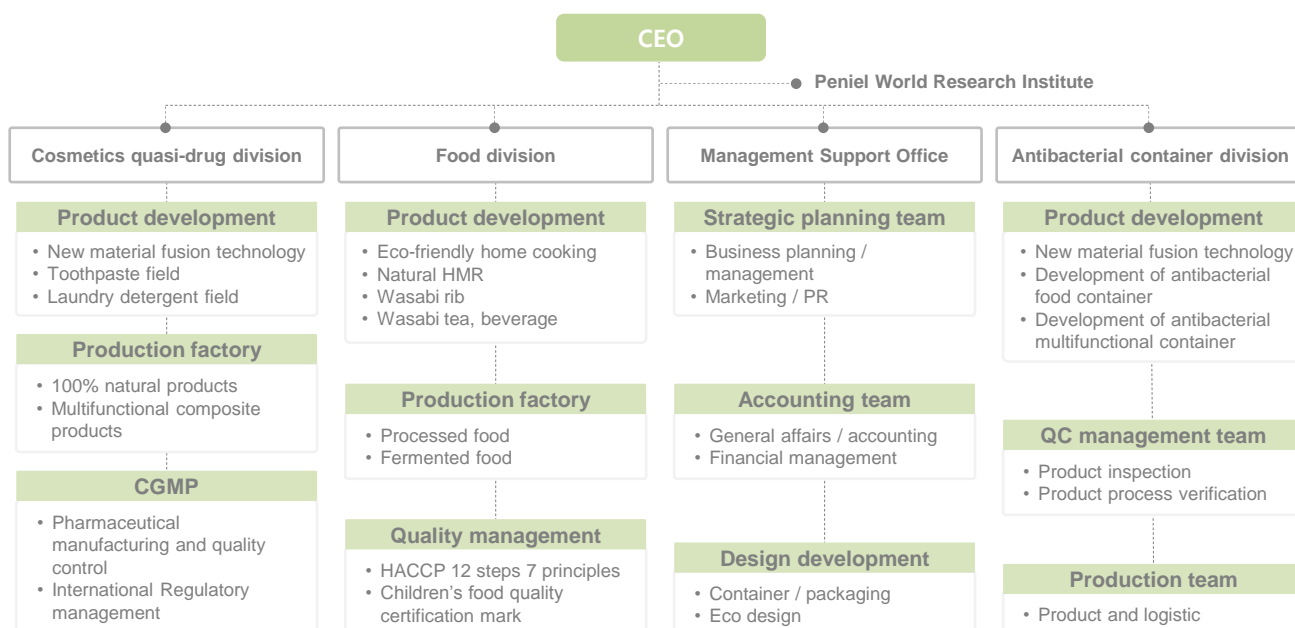 CEO
Peniel World Research Institute
Cosmetics quasi-drug division
Product development
• New material fusion technology
• Toothpaste field
• Laundry detergent field
Production factory
• 100% natural products
• Multifunctional composite
products
CGMP
• Pharmaceutical
manufacturing and quality
control
• International Regulatory
management
Food division
Product development
• Eco-friendly home cooking
• Natural HMR
• Wasabi rib
• Wasabi tea, beverage
Production factory
• Processed food
• Fermented food
Quality management
• HACCP 12 steps 7 principles
• Children's food quality
certification mark
Management Support Office
Strategic planning team
• Business planning /
management
• Marketing / PR
Accounting team
• General affairs / accounting
• Financial management
Design development
• Container / packaging
• Eco design
Antibacterial container division
Product development
• New material fusion technology
• Development of antibacterial
food container
• Development of antibacterial
multifunctional container
QC management team
• Product inspection
• Product process verification
Production team
• Product and logistic